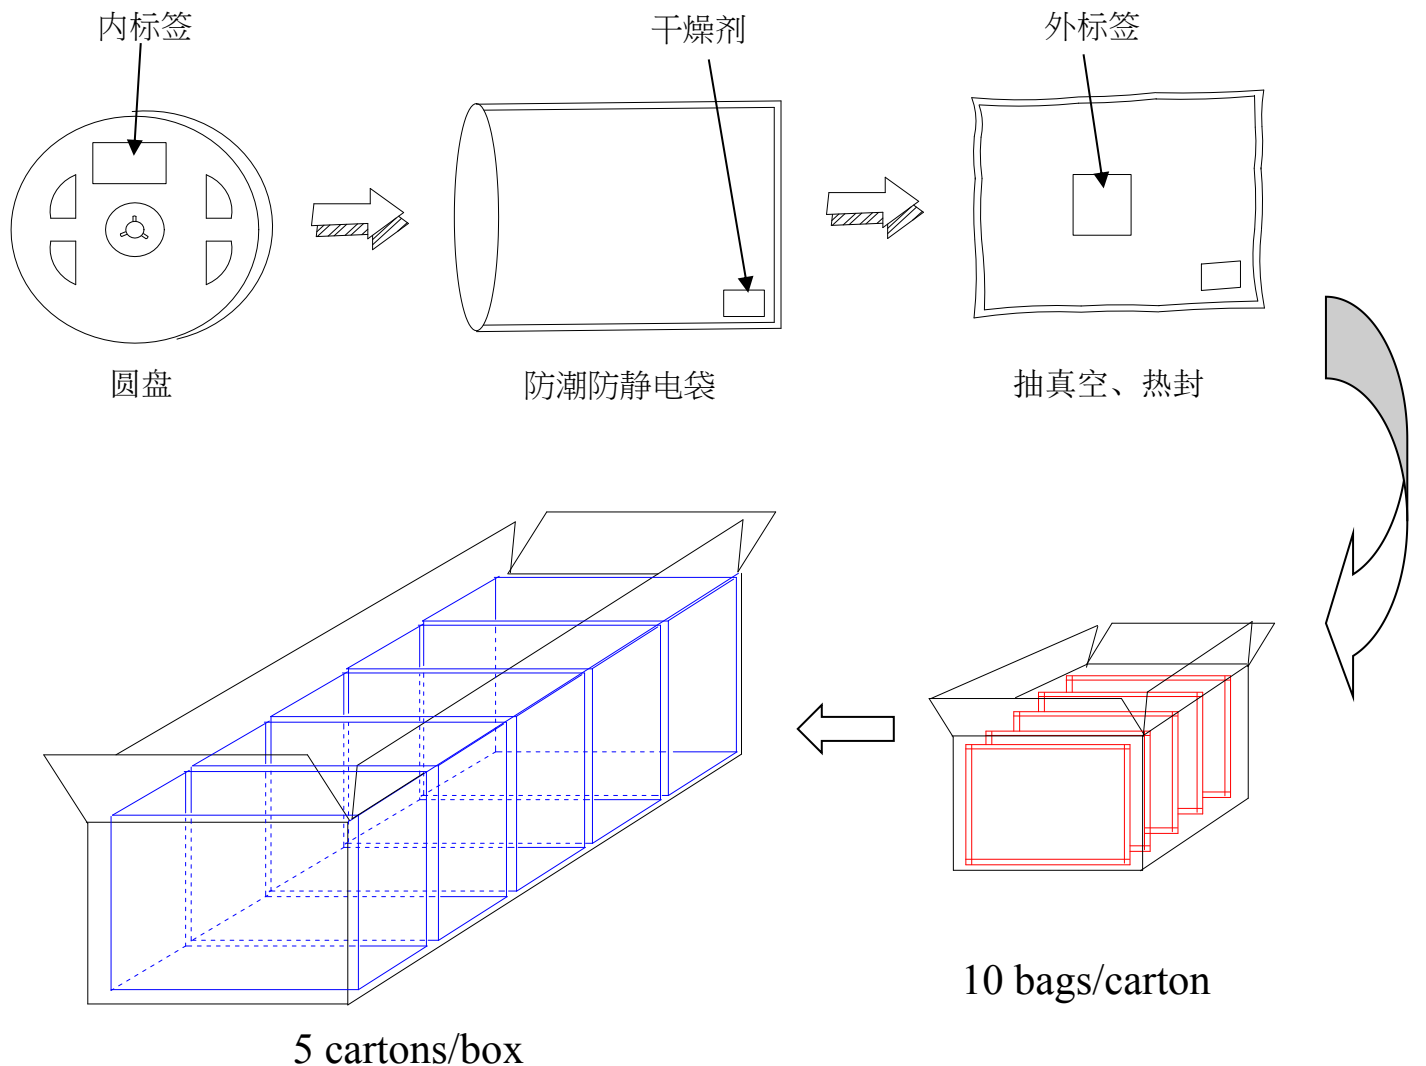 内标签
干燥剂
外标签
圆盘
防潮防静电袋
抽真空、热封
10 bags/carton
5 cartons/box